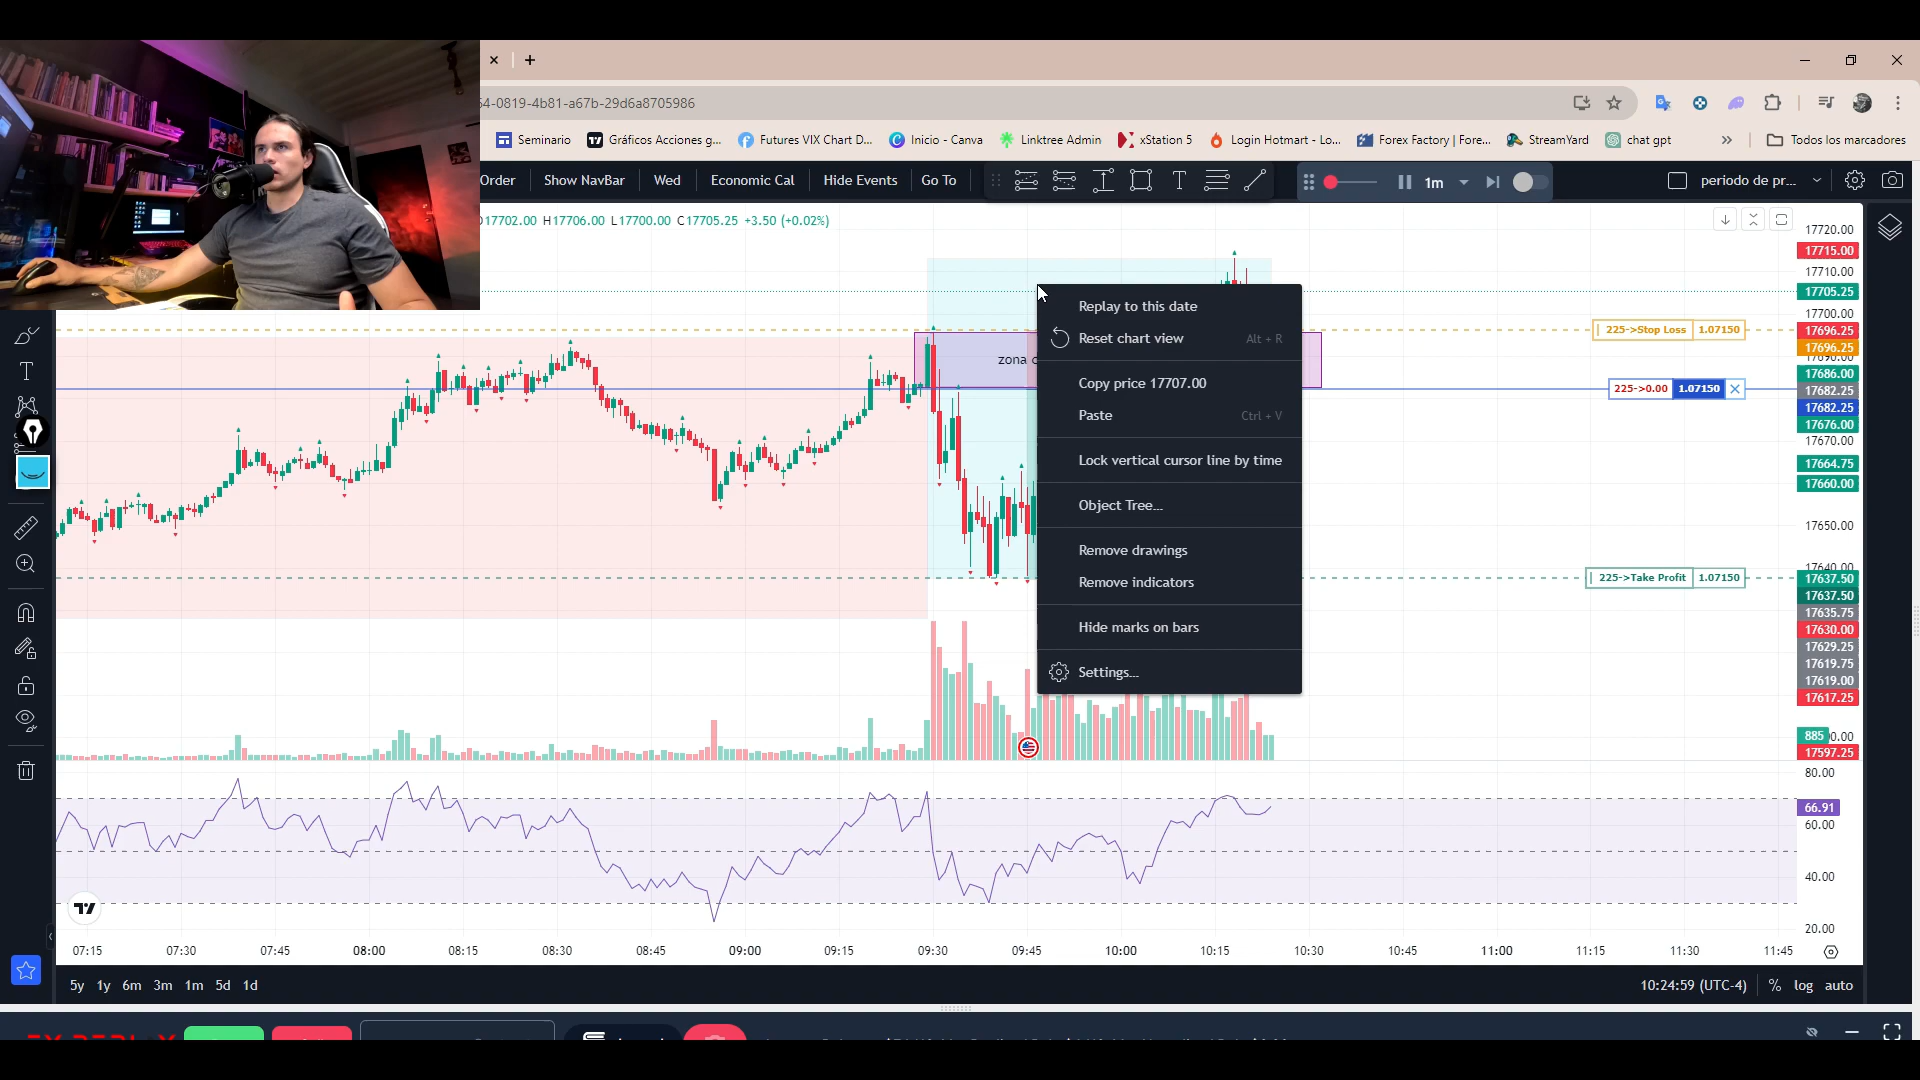 64-0819-4b81-a67b-29d6a8705986
Seminario
Gráficos Acciones g...
Futures VIX Chart D...
Inicio - Canva
Linktree Admin
xStation 5
Login Hotmart - Lo...
Forex Factory | Fore...
StreamYard
chat gpt
Todos los marcadores
Order
Show NavBar
Wed
Economic Cal
Hide Events
Go To
1m
periodo de pr...
17702.00 H17706.00 L17700.00 C17705.25 +3.50 (+0.02%)
zona
Replay to this date
Reset chart view Alt + R
Copy price 17707.00
Paste Ctrl + V
Lock vertical cursor line by time
Object Tree...
Remove drawings
Remove indicators
Hide marks on bars
Settings...
225->Stop Loss 1.07150
225->0.00 1.07150
225->Take Profit 1.07150
17720.00
17715.00
17710.00
17705.25
17700.00
17696.25
17696.25
17686.00
17682.25
17682.25
17676.00
17670.00
17664.75
17660.00
17650.00
17640.00
17637.50
17637.50
17635.75
17630.00
17629.25
17619.75
17619.00
17617.25
885
17597.25
80.00
66.91
60.00
40.00
20.00
07:15 07:30 07:45 08:00 08:15 08:30 08:45 09:00 09:15 09:30 09:45 10:00 10:15 10:30 10:45 11:00 11:15 11:30 11:45
5y 1y 6m 3m 1m 5d 1d
10:24:59 (UTC-4) % log auto